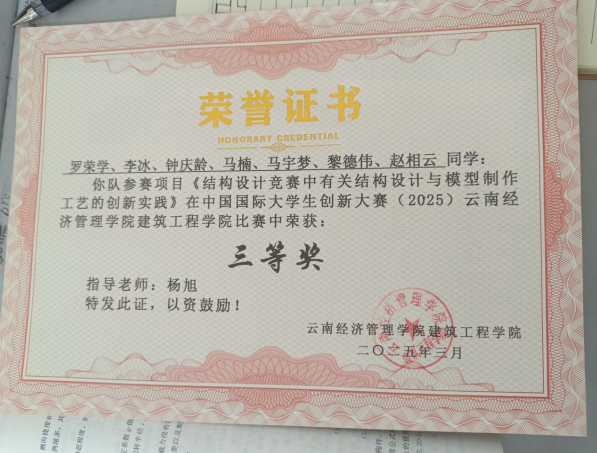 荣誉证书
HONORARY CREDENTIAL
罗荣学、李冰、钟庆龄、马楠、马宇梦、黎德伟、赵相云 同学：
你队参赛项目《结构设计竞赛中有关结构设计与模型制作
工艺的创新实践》在中国国际大学生创新大赛（2025）云南经
济管理学院建筑工程学院比赛中荣获：
三等奖
指导老师：杨旭
特发此证，以资鼓励！
云南经济管理学院建筑工程学院
二〇二五年三月